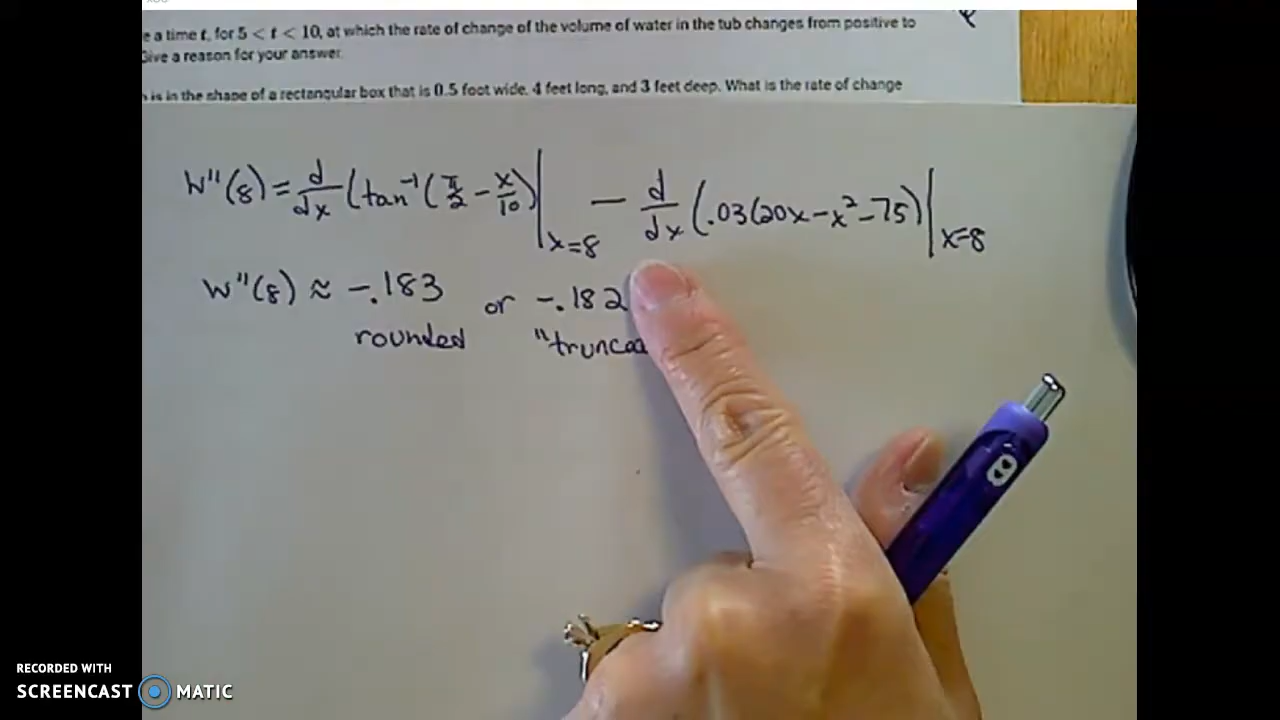 e a time t, for 5 < t < 10, at which the rate of change of the volume of water in the tub changes from positive to
Give a reason for your answer.
is in the shape of a rectangular box that is 0.5 foot wide, 4 feet long, and 3 feet deep. What is the rate of change
W"(8) = d/dx (tan⁻¹(π/2 - x/10)|x=8 - d/dx (.03(20x - x² - 75)|x=8
W"(8) ≈ -.183 or -.182
rounded "trunca
RECORDED WITH
SCREENCAST MATIC